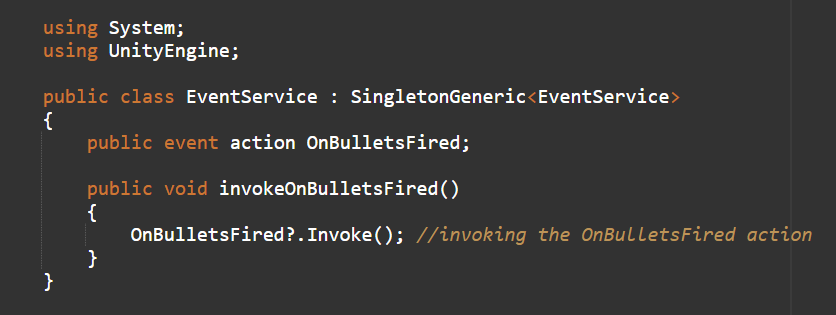 using System;
using UnityEngine;
public class EventService : SingletonGeneric<EventService>
{
public event action OnBulletsFired;
public void invokeOnBulletsFired()
{
OnBulletsFired?.Invoke(); //invoking the OnBulletsFired action
}
}